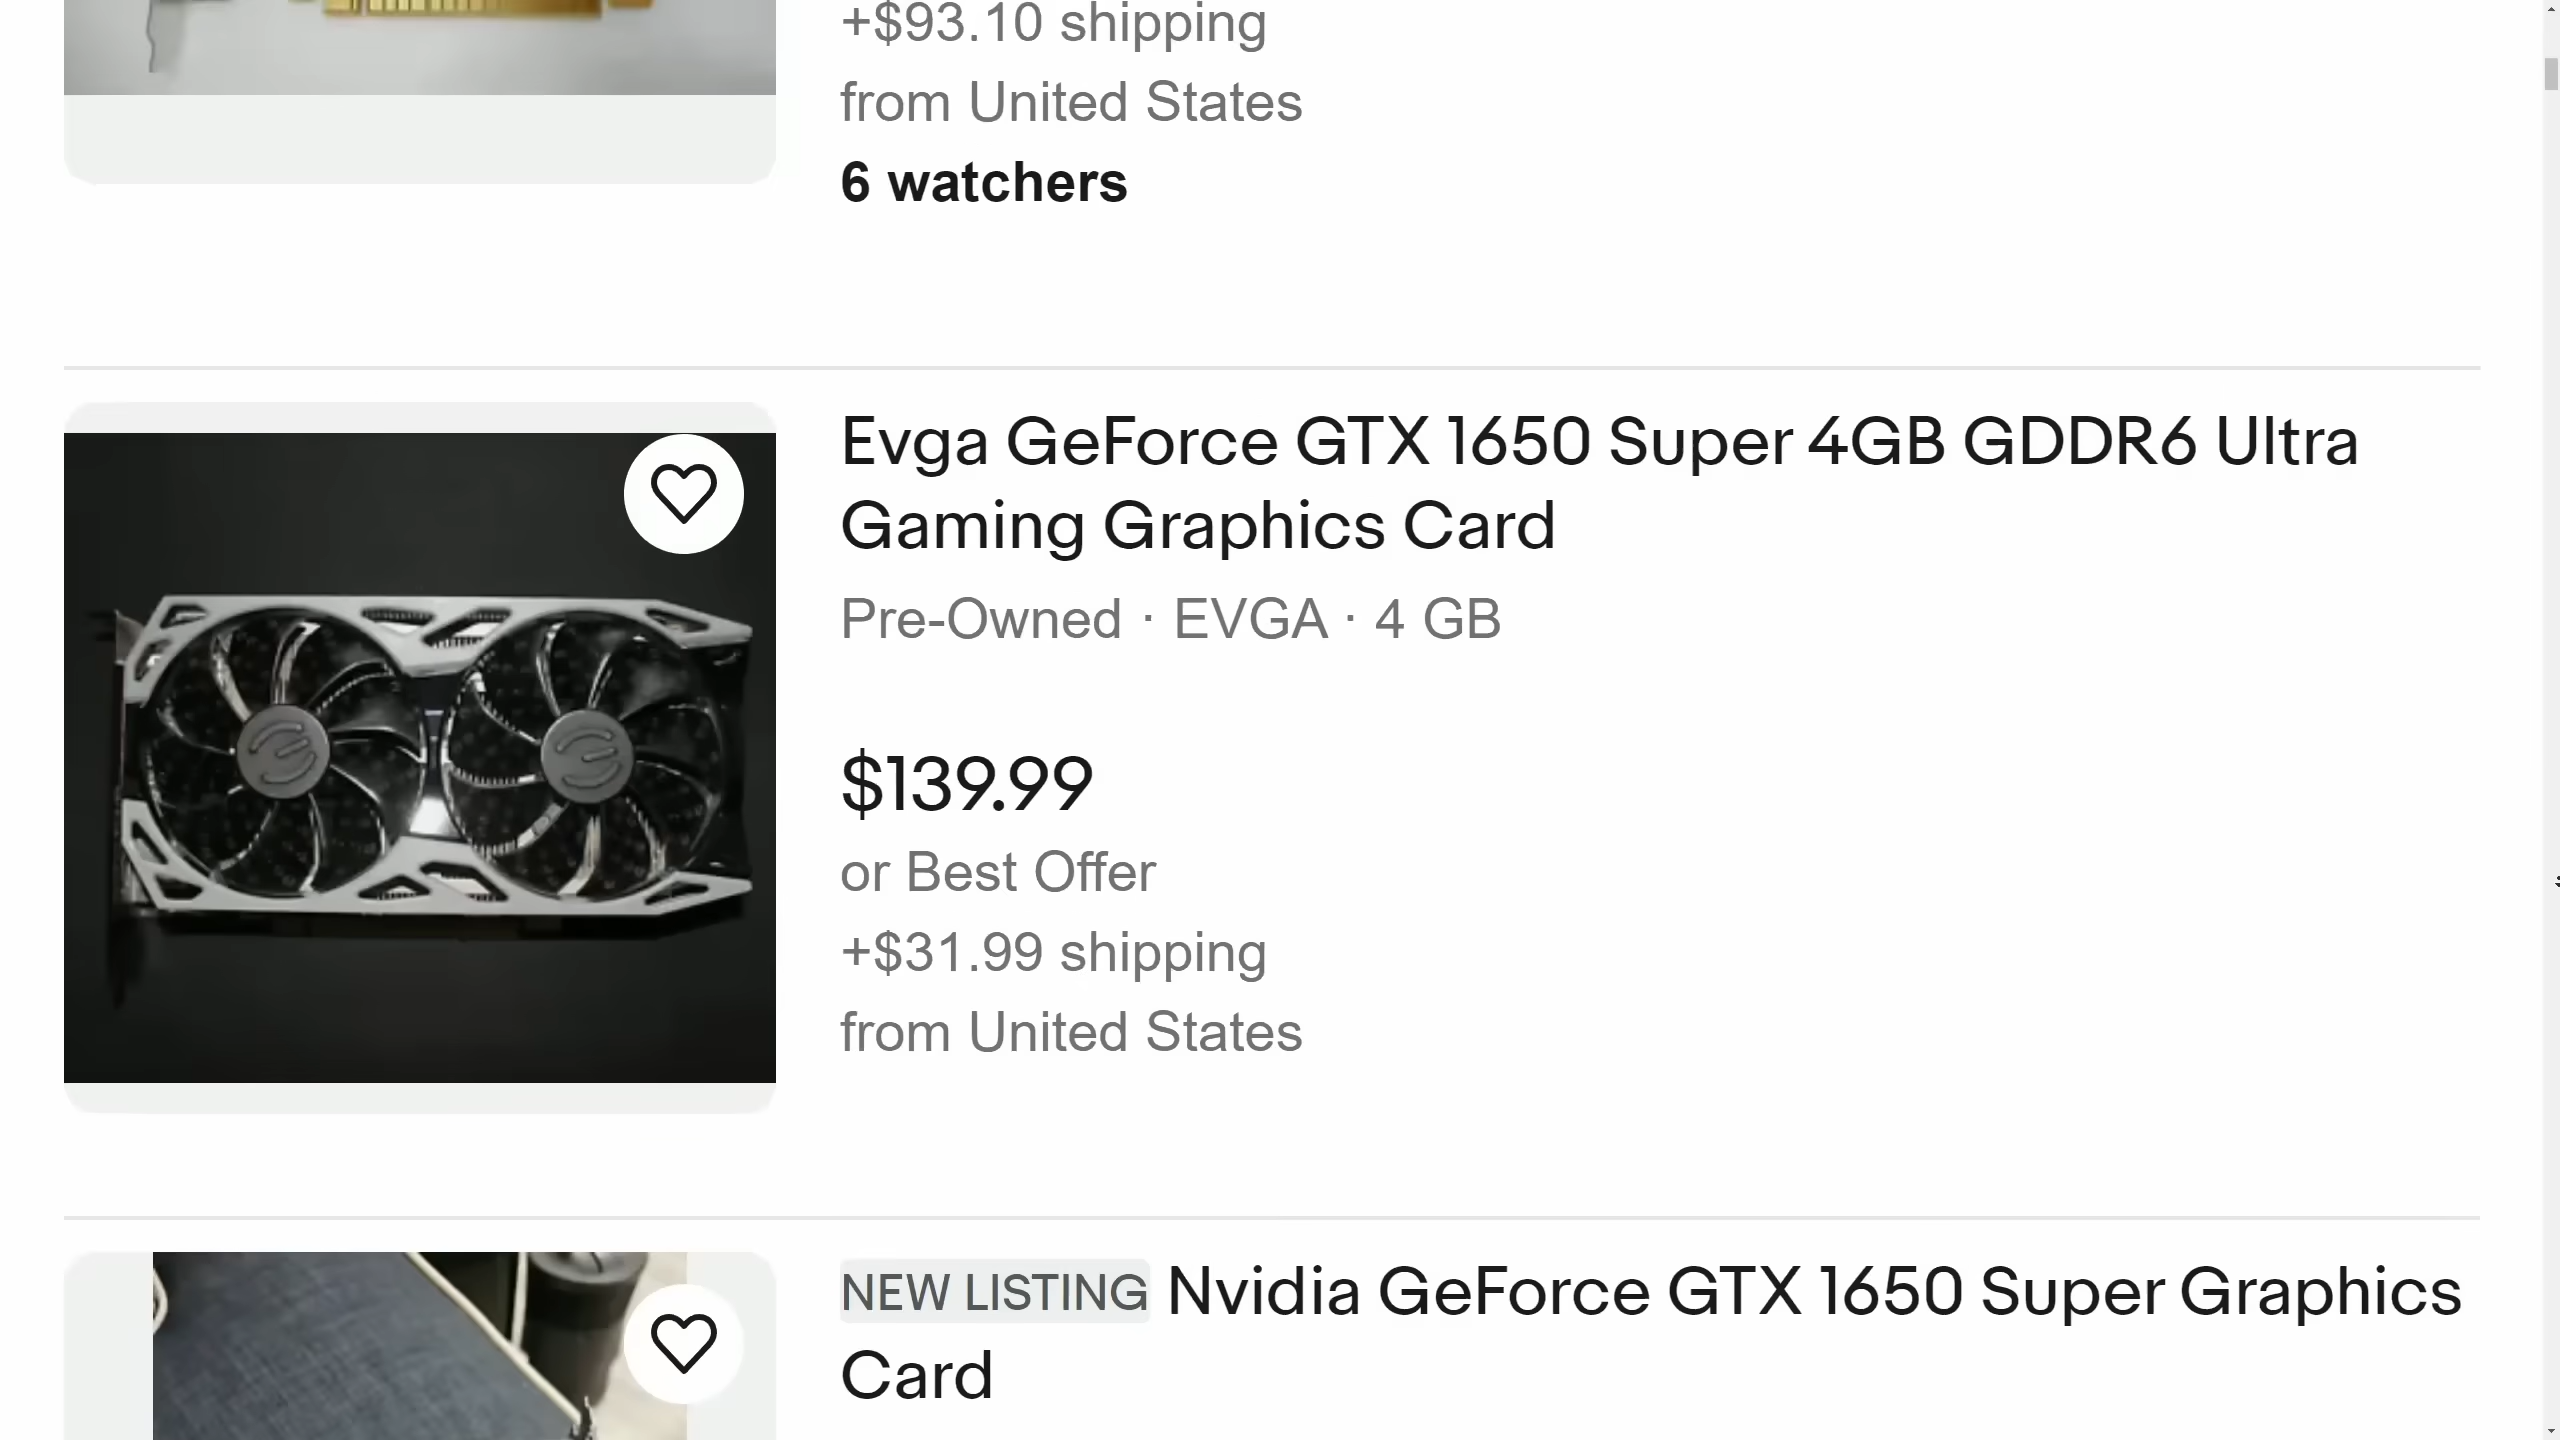 +$93.10 shipping
from United States
6 watchers
Evga GeForce GTX 1650 Super 4GB GDDR6 Ultra
Gaming Graphics Card
Pre-Owned · EVGA · 4 GB
$139.99
or Best Offer
+$31.99 shipping
from United States
NEW LISTING Nvidia GeForce GTX 1650 Super Graphics
Card